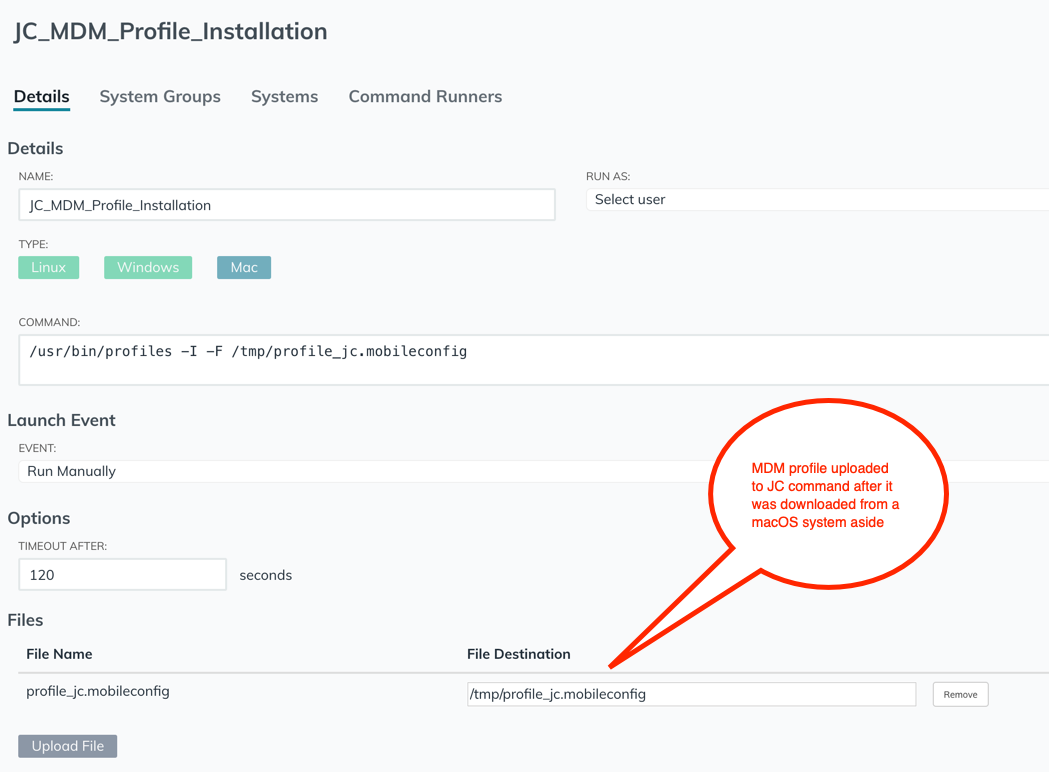 JC_MDM_Profile_Installation
Details System Groups Systems Command Runners
Details
NAME: RUN AS:
JC_MDM_Profile_Installation Select user
TYPE:
Linux Windows Mac
COMMAND:
/usr/bin/profiles -I -F /tmp/profile_jc.mobileconfig
Launch Event
EVENT:
Run Manually
MDM profile uploaded
to JC command after it
was downloaded from a
macOS system aside
Options
TIMEOUT AFTER:
120 seconds
Files
File Name File Destination
profile_jc.mobileconfig /tmp/profile_jc.mobileconfig Remove
Upload File